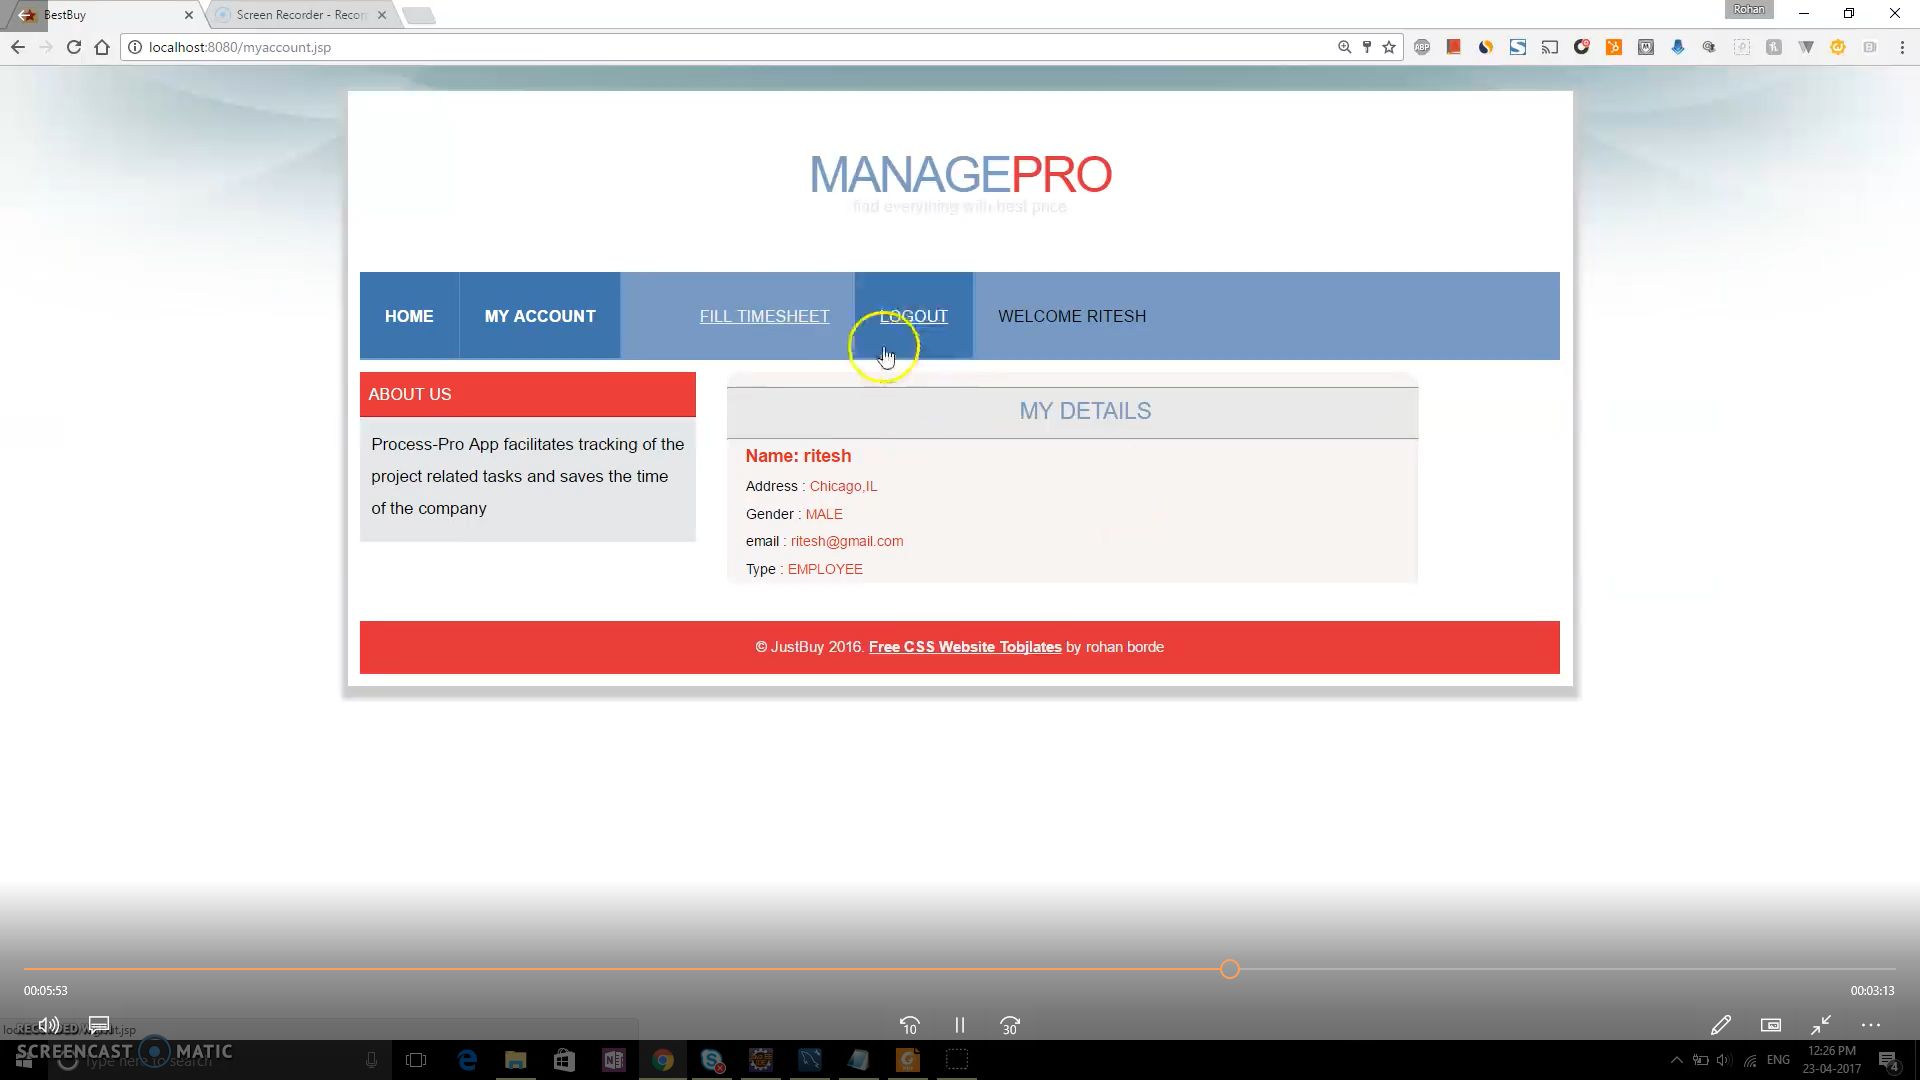 BestBuy
Screen Recorder - Recor
Rohan
localhost:8080/myaccount.jsp
ABP
MANAGEPRO
find everything with best price
HOME
MY ACCOUNT
FILL TIMESHEET
LOGOUT
WELCOME RITESH
ABOUT US
Process-Pro App facilitates tracking of the
project related tasks and saves the time
of the company
MY DETAILS
Name: ritesh
Address : Chicago,IL
Gender : MALE
email : ritesh@gmail.com
Type : EMPLOYEE
© JustBuy 2016. Free CSS Website Tobjlates by rohan borde
00:05:53
00:03:13
10
30
RECORDED WITH
SCREENCAST MATIC
Type here to search
ENG
12:26 PM
23-04-2017
4